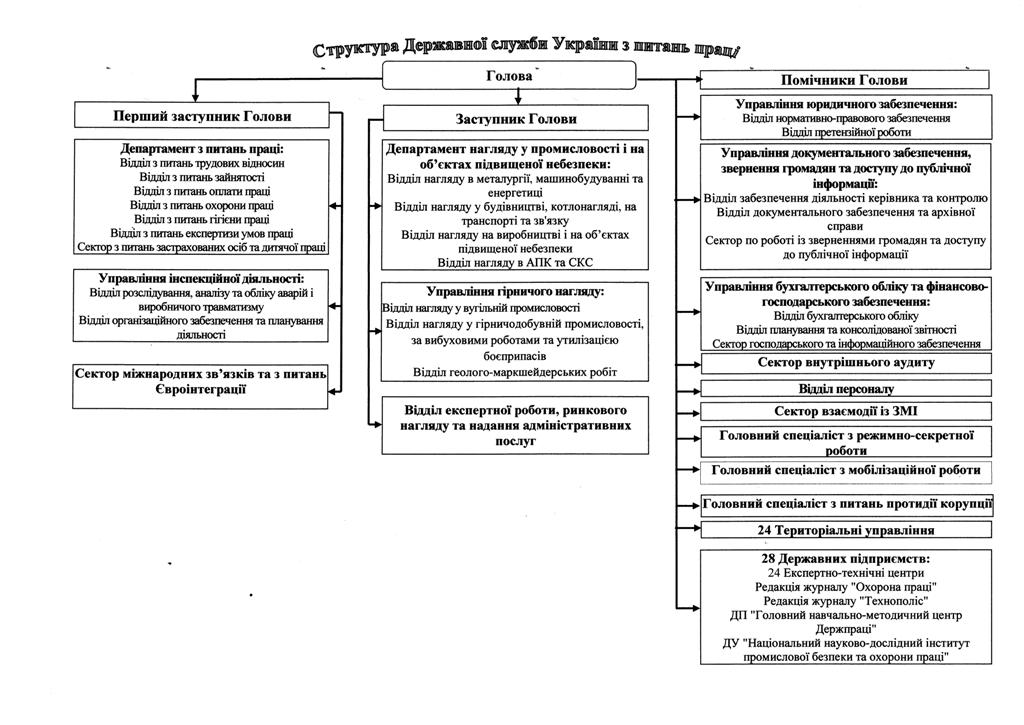 Структура Державної служби України з питань праці
Голова
Перший заступник Голови
Департамент з питань праці:
Відділ з питань трудових відносин
Відділ з питань зайнятості
Відділ з питань оплати праці
Відділ з питань охорони праці
Відділ з питань гігієни праці
Відділ з питань експертизи умов праці
Сектор з питань застрахованих осіб та дитячої праці
Управління інспекційної діяльності:
Відділ розслідування, аналізу та обліку аварій і
виробничого травматизму
Відділ організаційного забезпечення та планування
діяльності
Сектор міжнародних зв’язків та з питань
Євроінтеграції
Заступник Голови
Департамент нагляду у промисловості і на
об’єктах підвищеної небезпеки:
Відділ нагляду в металургії, машинобудуванні та
енергетиці
Відділ нагляду у будівництві, котлонагляді, на
транспорті та зв'язку
Відділ нагляду на виробництві і на об’єктах
підвищеної небезпеки
Відділ нагляду в АПК та СКС
Управління гірничого нагляду:
Відділ нагляду у вугільній промисловості
Відділ нагляду у гірничодобувній промисловості,
за вибуховими роботами та утилизацією
боєприпасів
Відділ геолого-маркшейдерських робіт
Відділ експертної роботи, ринкового
нагляду та надання адміністративних
послуг
Помічники Голови
Управління юридичного забезпечення:
Відділ нормативно-правового забезпечення
Відділ претензійної роботи
Управління документального забезпечення,
звернення громадян та доступу до публічної
інформації:
Відділ забезпечення діяльності керівника та контролю
Відділ документального забезпечення та архівної
справи
Сектор по роботі із зверненнями громадян та доступу
до публічної інформації
Управління бухгалтерського обліку та фінансово-
господарського забезпечення:
Відділ бухгалтерського обліку
Відділ планування та консолідованої звітності
Сектор господарського та інформаційного забезпечення
Сектор внутрішнього аудиту
Відділ персоналу
Сектор взаємодії із ЗМІ
Головний спеціаліст з режимно-секретної
роботи
Головний спеціаліст з мобілізаційної роботи
Головний спеціаліст з питань протидії корупції
24 Територіальні управління
28 Державних підприємств:
24 Експертно-технічні центри
Редакція журналу "Охорона праці"
Редакція журналу "Технополіс"
ДП "Головний навчально-методичний центр
Держпраці"
ДУ "Національний науково-дослідний інститут
промислової безпеки та охорони праці"